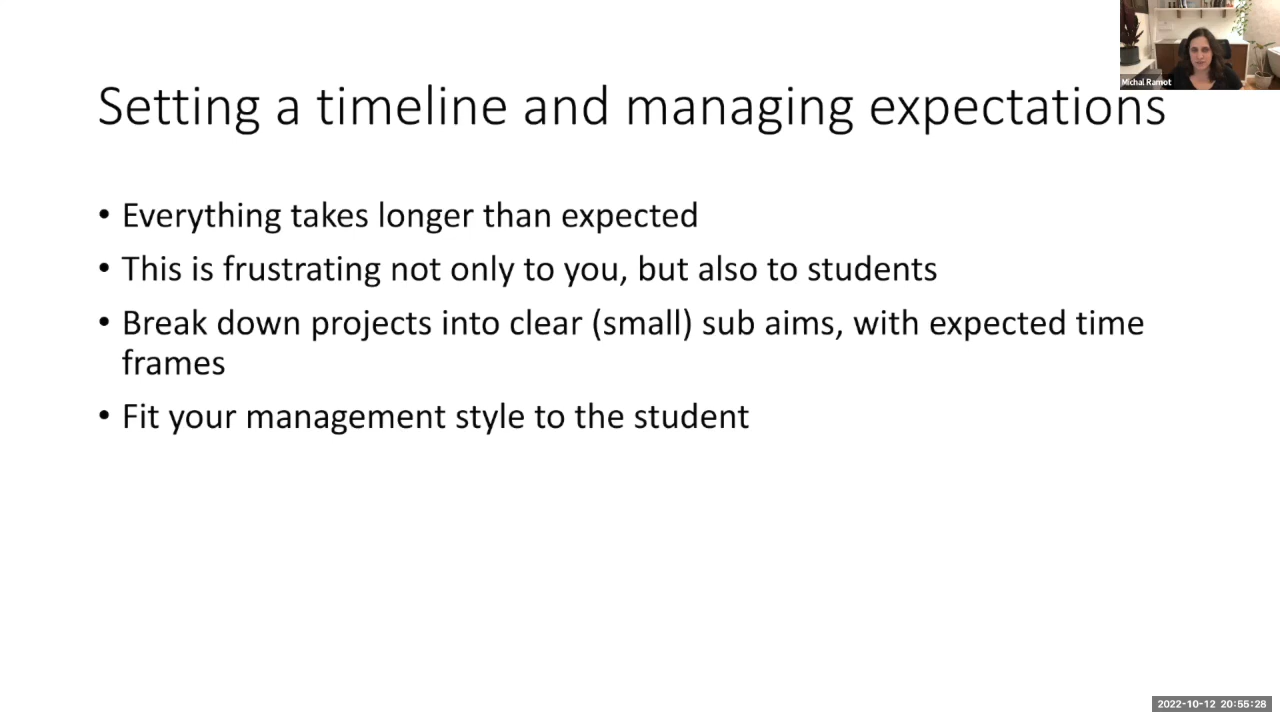 Michal Ramot
Setting a timeline and managing expectations
• Everything takes longer than expected
• This is frustrating not only to you, but also to students
• Break down projects into clear (small) sub aims, with expected time
frames
• Fit your management style to the student
2022-10-12 20:55:28